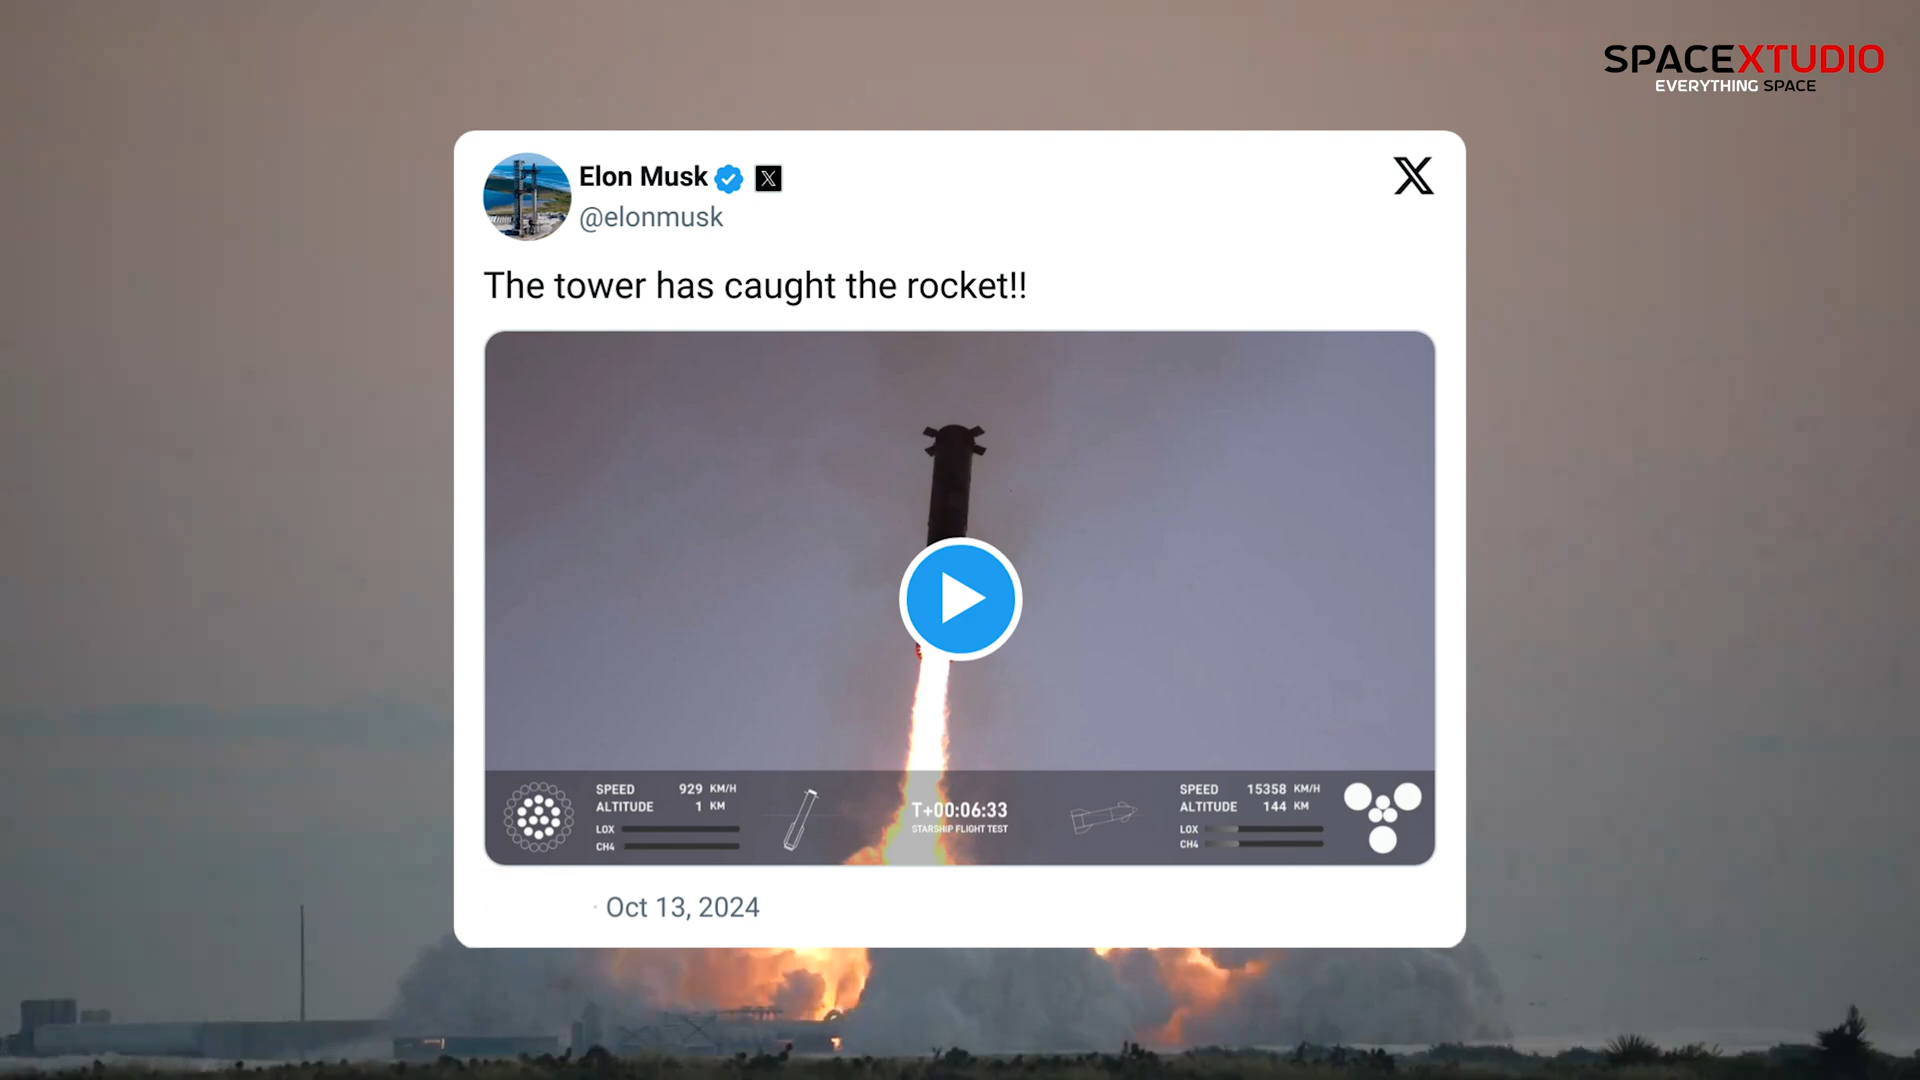 SPACEXTUDIO
EVERYTHING SPACE
Elon Musk
@elonmusk
The tower has caught the rocket!!
SPEED 929 KM/H
ALTITUDE 1 KM
LOX
CH4
T+00:06:33
STARSHIP FLIGHT TEST
SPEED 15358 KM/H
ALTITUDE 144 KM
LOX
CH4
· Oct 13, 2024